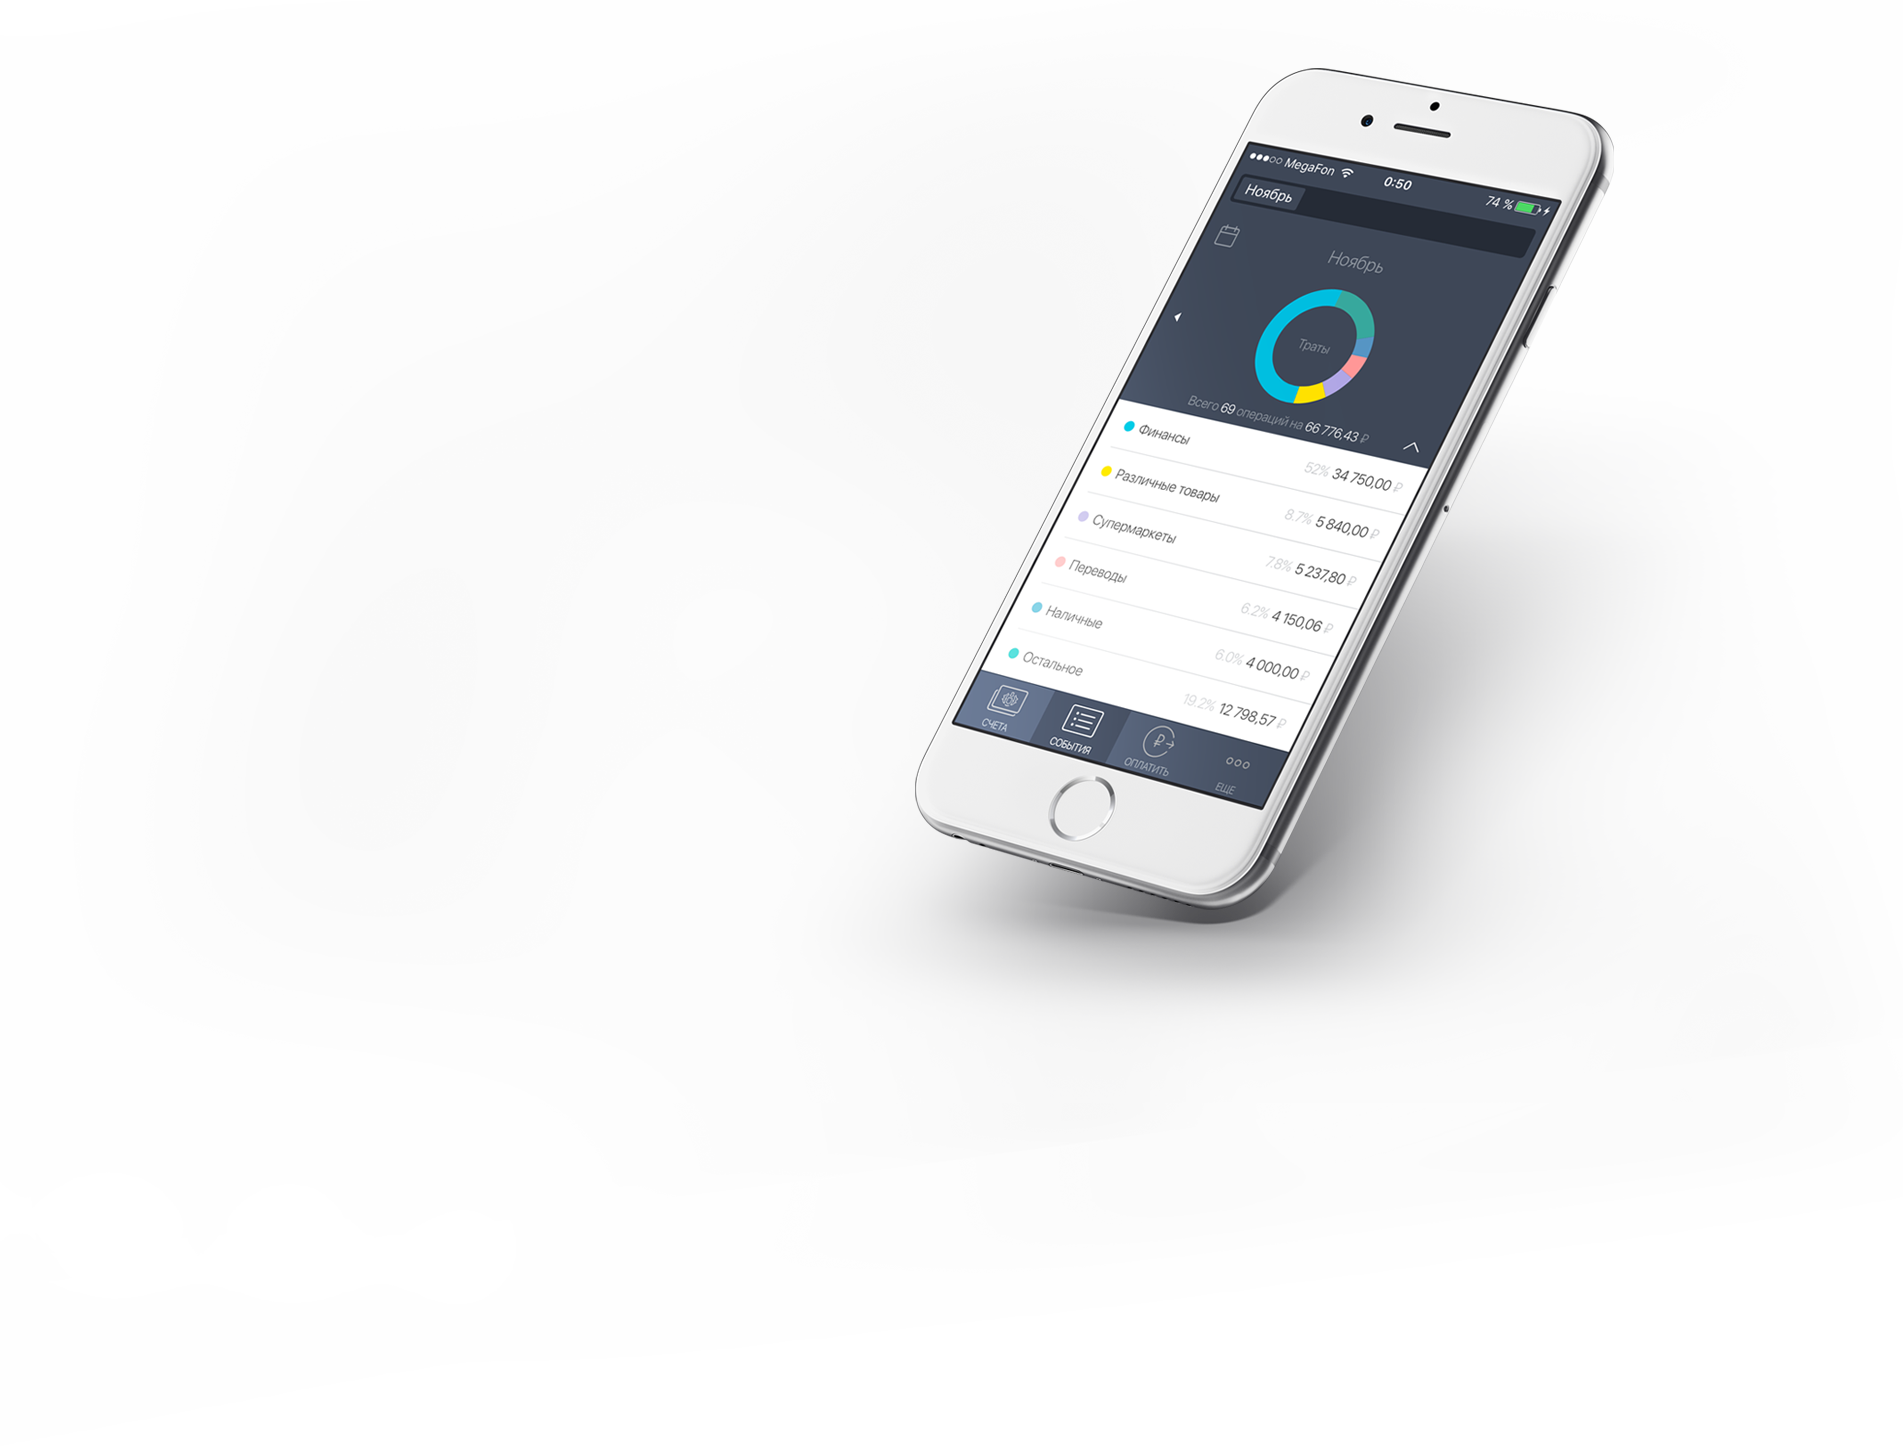 MegaFon 0:50 74 %
Ноябрь
Ноябрь
Траты
Всего 69 операций на 66 776,43 ₽
Финансы 52% 34 750,00 ₽
Различные товары 8.7% 5 840,00 ₽
Супермаркеты 7.8% 5 237,80 ₽
Переводы 6.2% 4 150,06 ₽
Наличные 6.0% 4 000,00 ₽
Остальное 19.2% 12 798,57 ₽
СЧЕТА СОБЫТИЯ ОПЛАТИТЬ ЕЩЕ